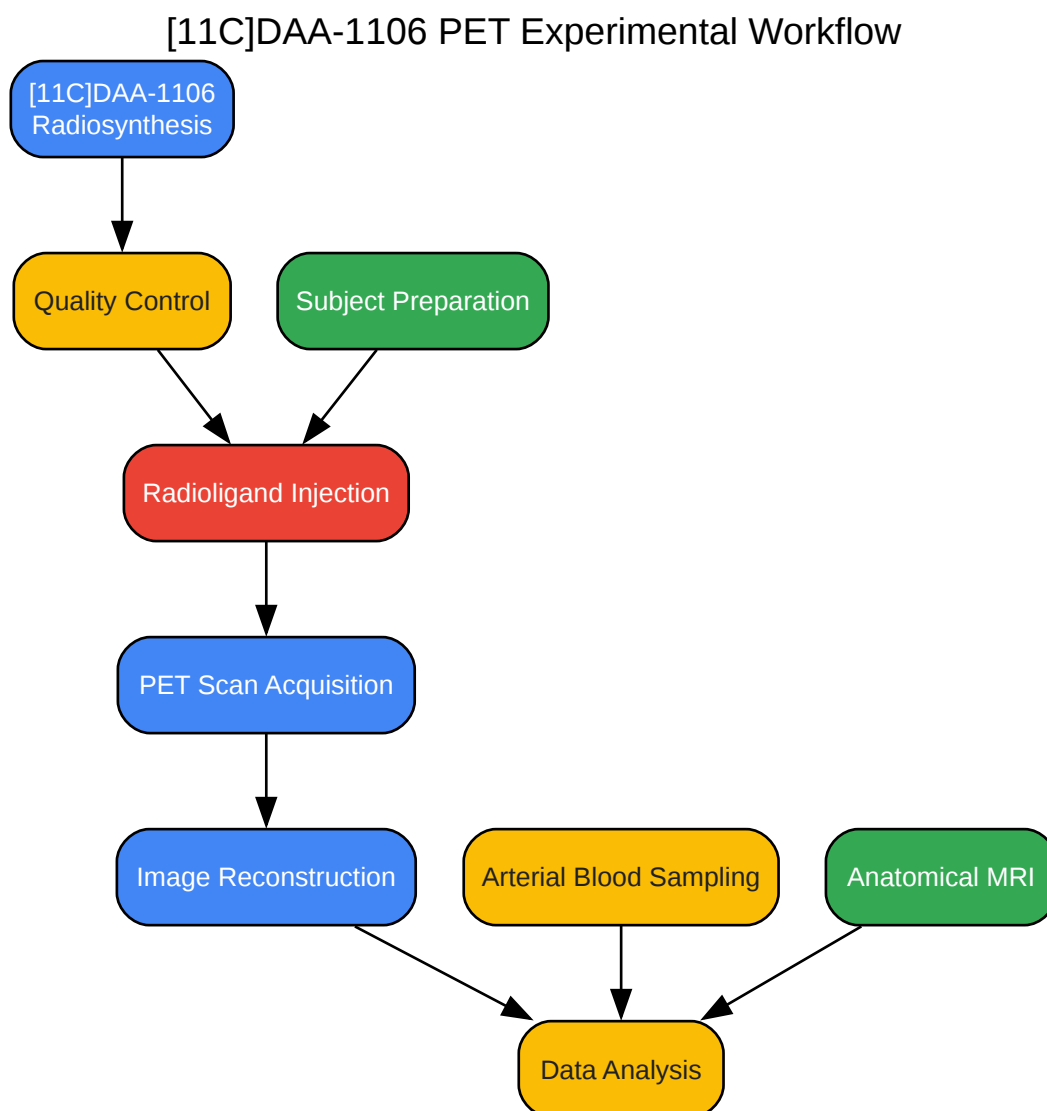 [11C]DAA-1106 PET Experimental Workflow
[11C]DAA-1106
Radiosynthesis
Quality Control
Subject Preparation
Radioligand Injection
PET Scan Acquisition
Image Reconstruction
Arterial Blood Sampling
Anatomical MRI
Data Analysis